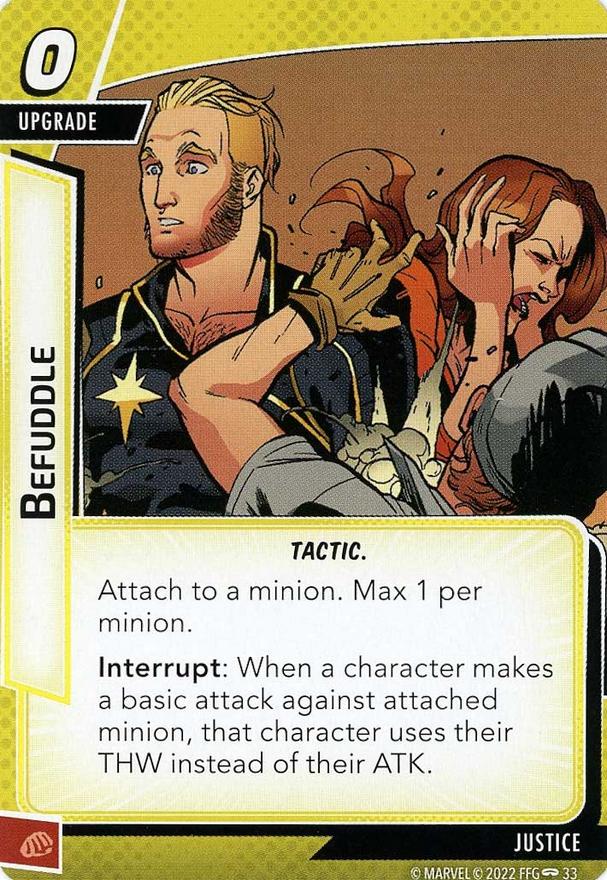 0
UPGRADE
BEFUDDLE
TACTIC.
Attach to a minion. Max 1 per
minion.
Interrupt: When a character makes
a basic attack against attached
minion, that character uses their
THW instead of their ATK.
JUSTICE
© MARVEL © 2022 FFG 33